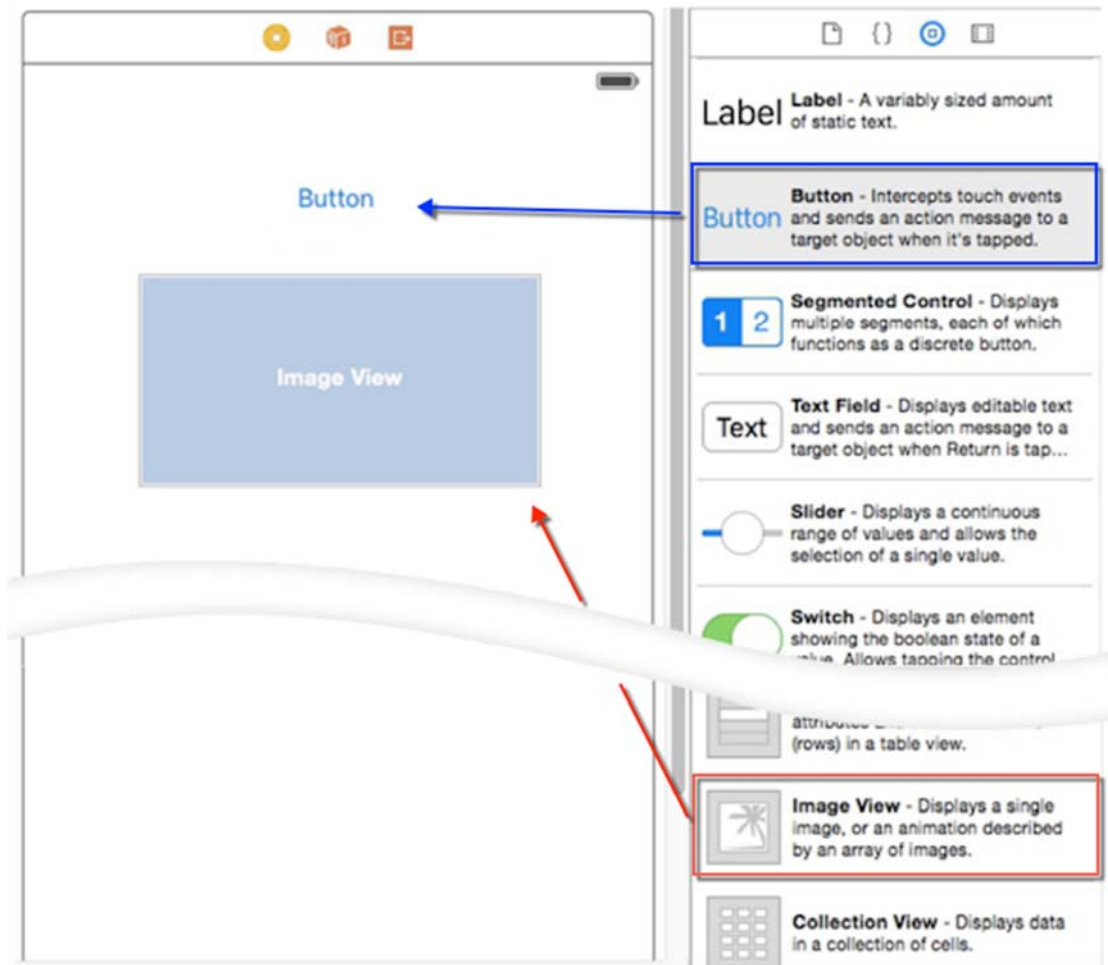 Button
Image View
Label
Label - A variably sized amount
of static text.
Button
Button - Intercepts touch events
and sends an action message to a
target object when it's tapped.
1 2
Segmented Control - Displays
multiple segments, each of which
functions as a discrete button.
Text
Text Field - Displays editable text
and sends an action message to a
target object when Return is tap...
Slider - Displays a continuous
range of values and allows the
selection of a single value.
Switch - Displays an element
showing the boolean state of a
value. Allows tapping the control
attributes
(rows) in a table view.
Image View - Displays a single
image, or an animation described
by an array of images.
Collection View - Displays data
in a collection of cells.